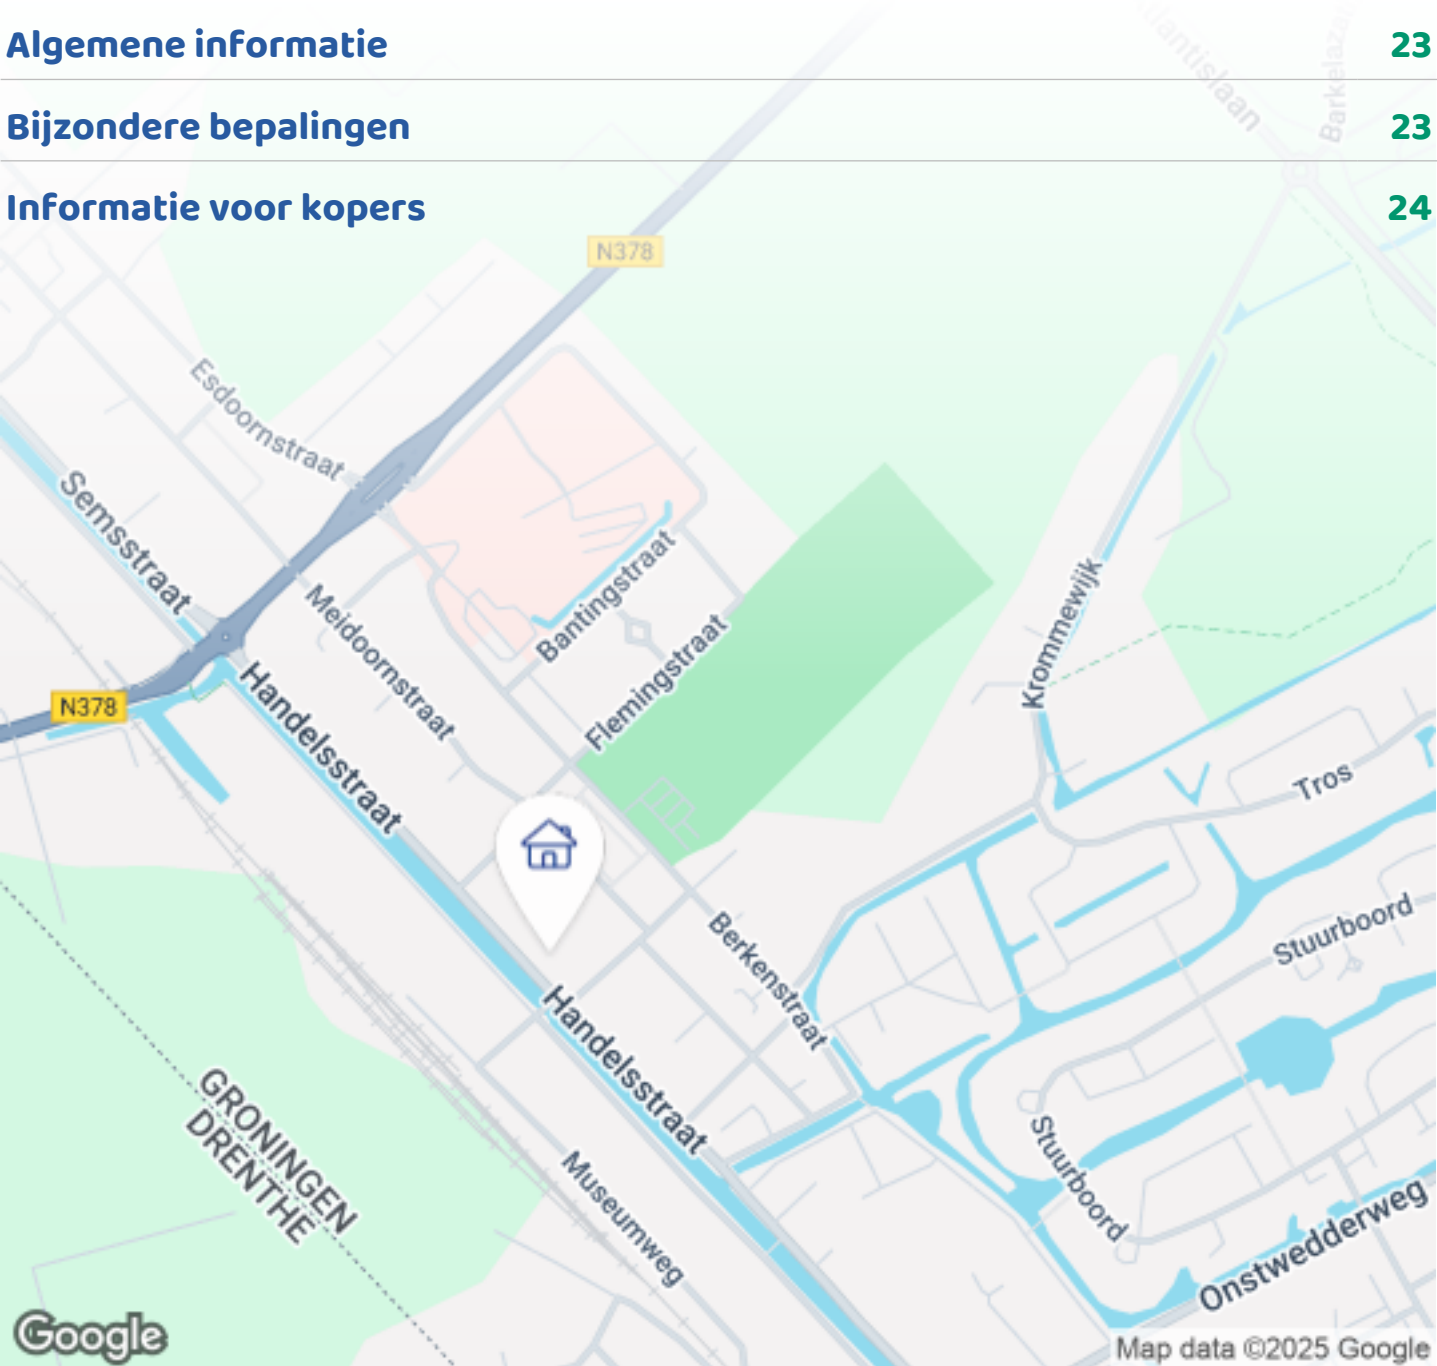 Algemene informatie 23
Bijzondere bepalingen 23
Informatie voor kopers 24
Barkelazo
N378
Esdoornstraat
Semsstraat
Bantingstraat
Meidoornstraat
Flemingstraat
Krommewijk
N378
Handelsstraat
Tros
Stuurboord
Berkenstraat
Handelsstraat
GRONINGEN
DRENTHE
Stuurboord
Museumweg
Onstwedderweg
Google
Map data ©2025 Google